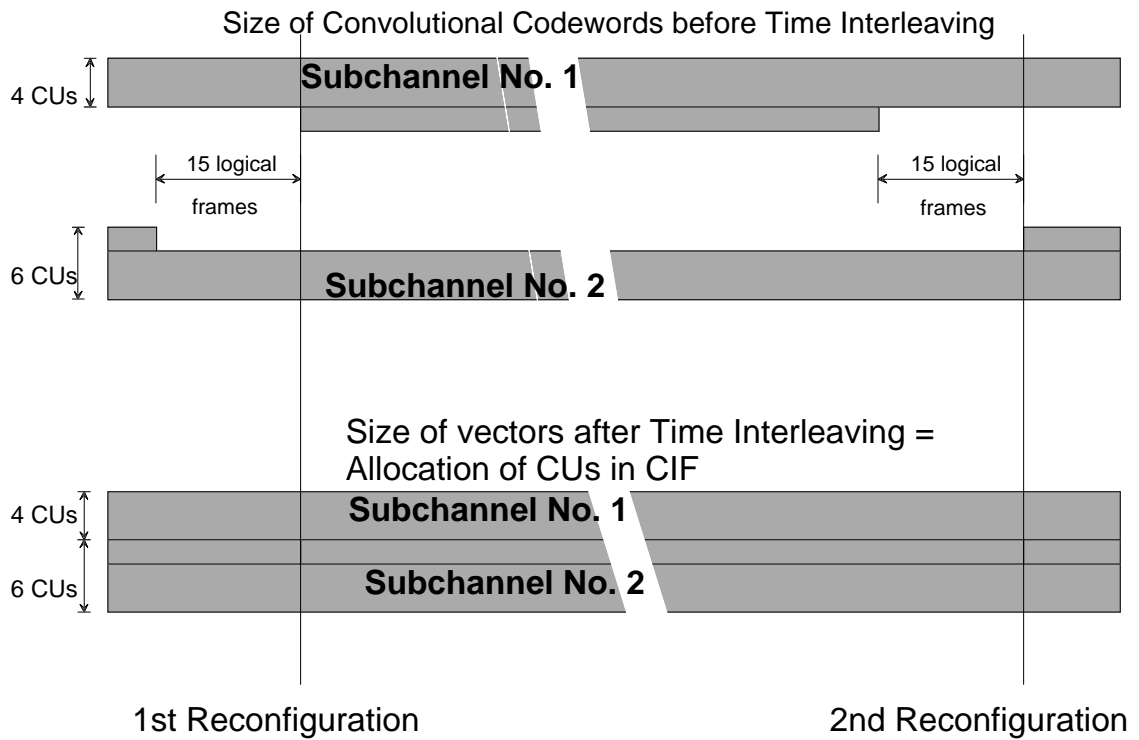 Size of Convolutional Codewords before Time Interleaving
4 CUs
Subchannel No. 1
15 logical
frames
15 logical
frames
6 CUs
Subchannel No. 2
Size of vectors after Time Interleaving =
Allocation of CUs in CIF
4 CUs
Subchannel No. 1
6 CUs
Subchannel No. 2
1st Reconfiguration
2nd Reconfiguration